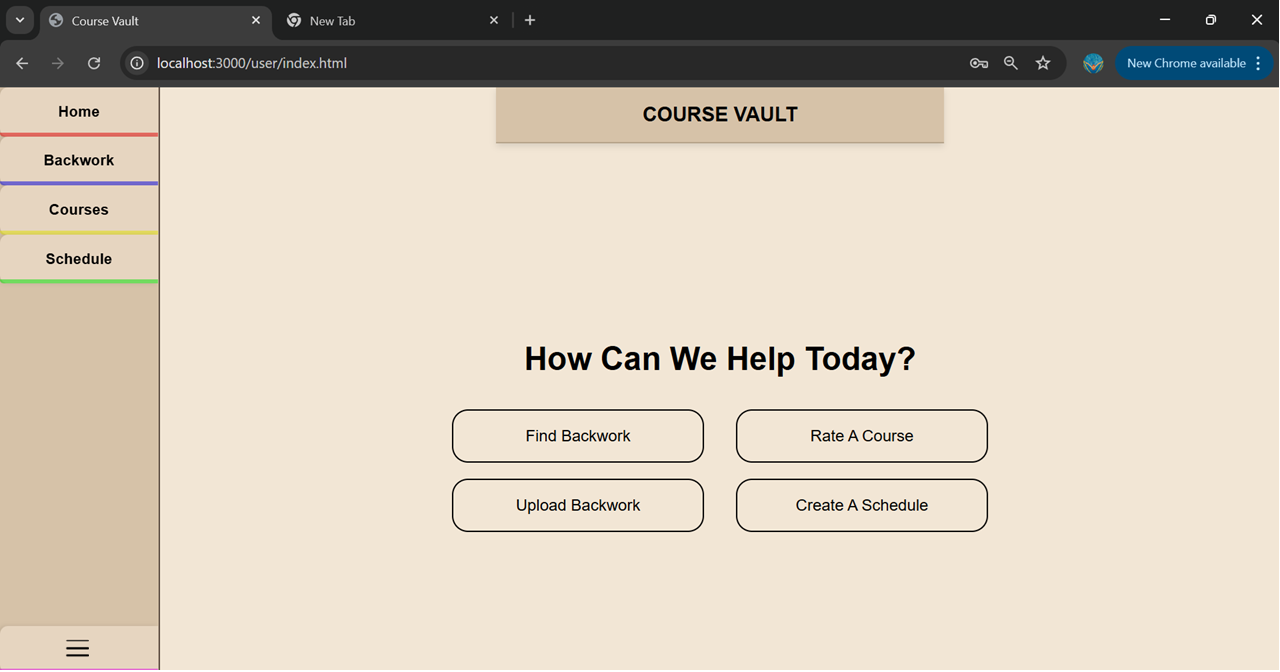 Course Vault
New Tab
localhost:3000/user/index.html
New Chrome available
Home
Backwork
Courses
Schedule
COURSE VAULT
How Can We Help Today?
Find Backwork
Rate A Course
Upload Backwork
Create A Schedule